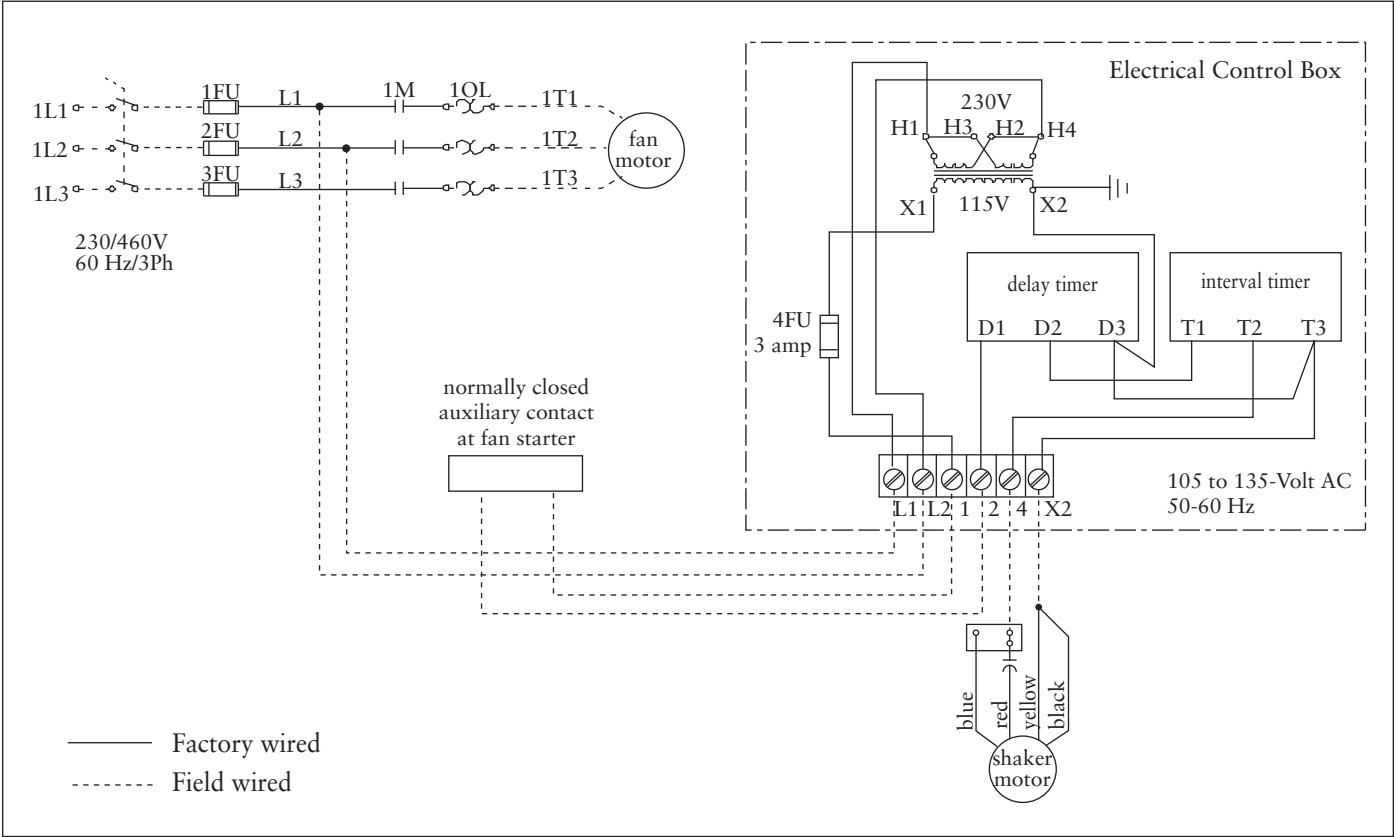 Electrical Control Box
1FU
L1
1M
1OL
1T1
1L1
2FU
L2
1T2
1L2
3FU
L3
1T3
1L3
fan
motor
230/460V
60 Hz/3Ph
230V
H1
H3
H2
H4
X1
115V
X2
delay timer
D1
D2
D3
interval timer
T1
T2
T3
4FU
3 amp
normally closed
auxiliary contact
at fan starter
L1
L2
1
2
4
X2
105 to 135-Volt AC
50-60 Hz
blue
red
yellow
black
shaker
motor
Factory wired
Field wired